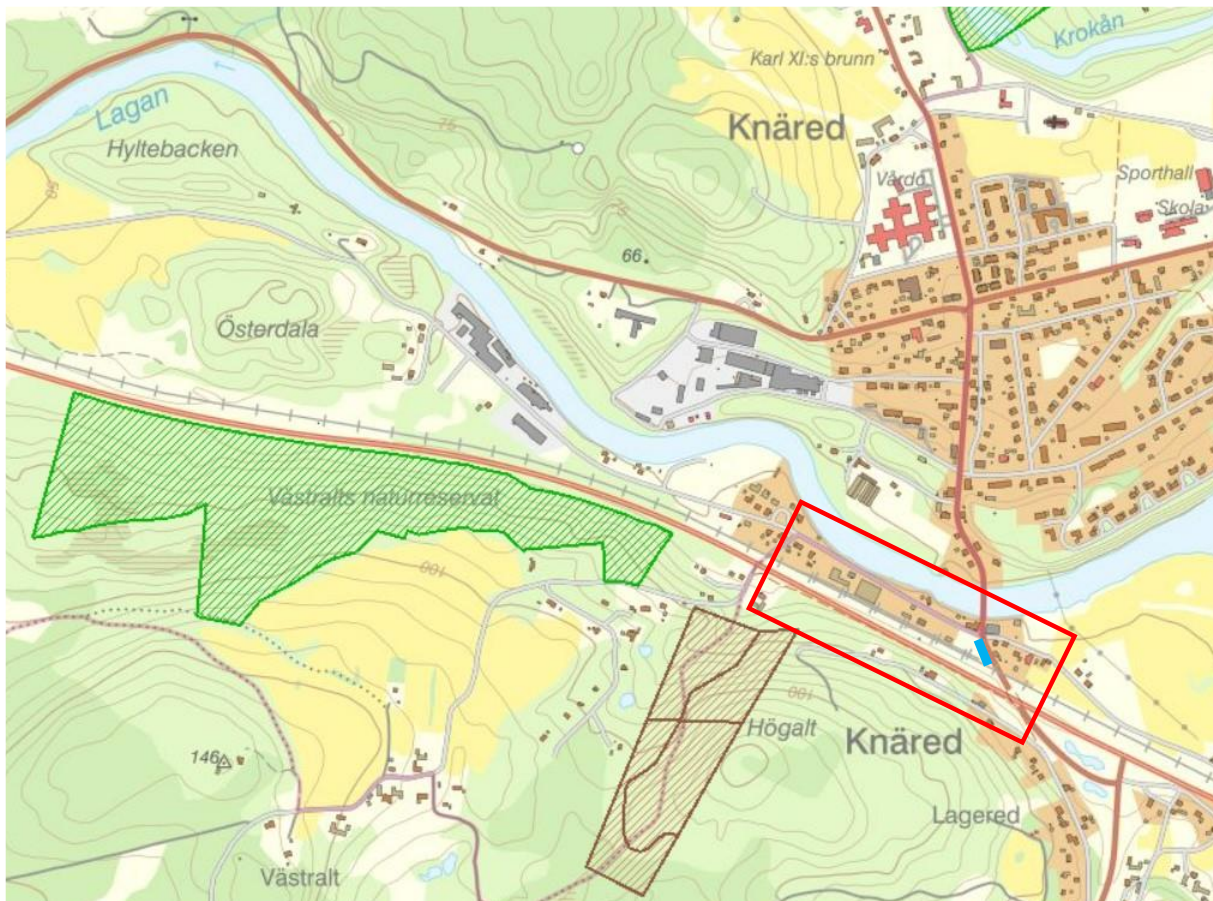 Krokån
Karl XI:s brunn
Lagan
Knäred
Hyltebacken
75
Sporthall
Vårdc
Skola
50
75
66
Österdala
Västralts naturreservat
100
100
Högalt
Knäred
146
Lagered
Västralt